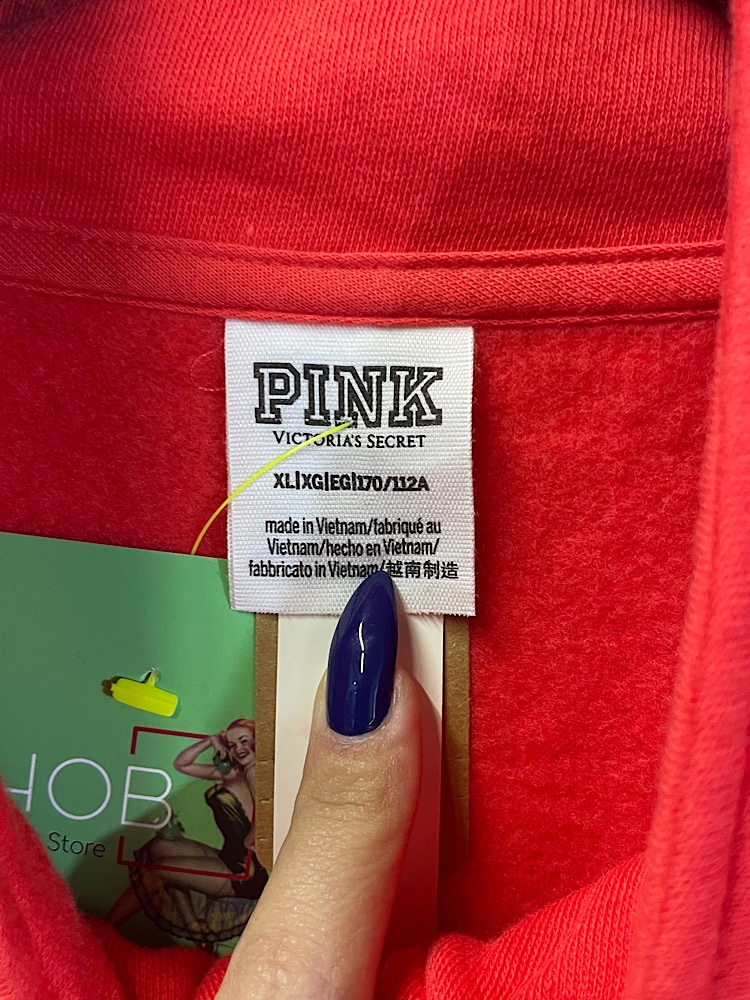 PINK
VICTORIA'S SECRET
XL|XG|EG|170/112A
made in Vietnam/fabriqué au
Vietnam/hecho en Vietnam/
fabbricato in Vietnam/越南制造
HOB
Store